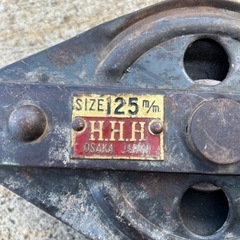 SIZE 125 m/m
H.H.H
OSAKA JAPAN